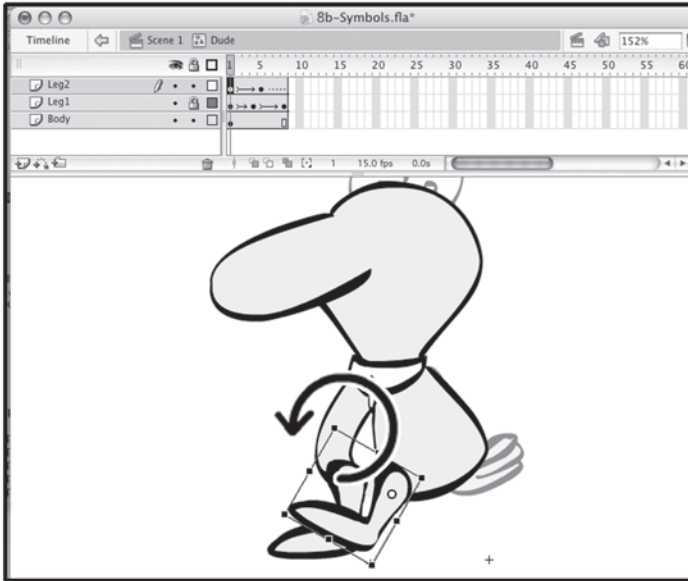 8b-Symbols.fla*
Timeline Scene 1 Dude 152%
1 5 10 15 20 25 30 35 40 45 50 55 60
Leg2
Leg1
Body
1 15.0 fps 0.0s